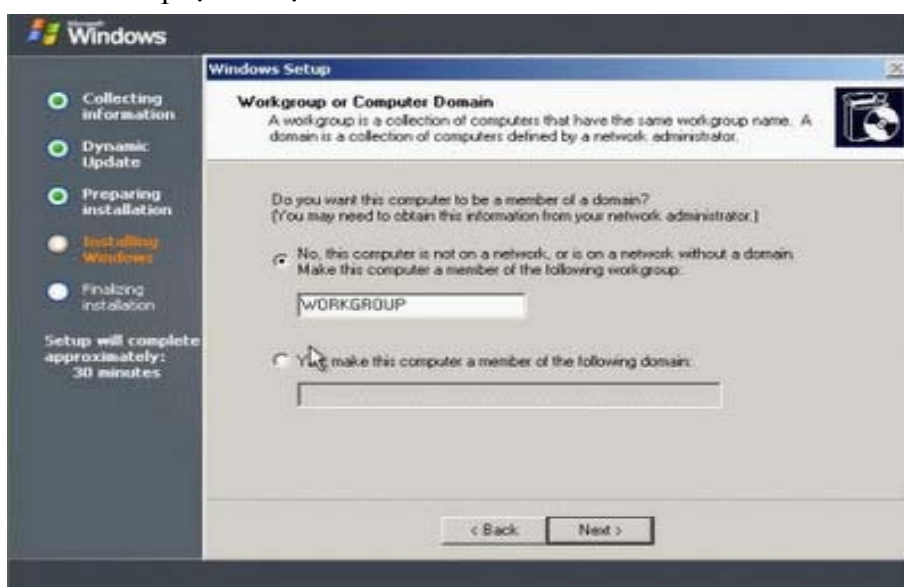 Microsoft
Windows
Collecting
information
Dynamic
Update
Preparing
installation
Installing
Windows
Finalizing
installation
Setup will complete
approximately:
30 minutes
Windows Setup
Workgroup or Computer Domain
A workgroup is a collection of computers that have the same workgroup name. A
domain is a collection of computers defined by a network administrator.
Do you want this computer to be a member of a domain?
(You may need to obtain this information from your network administrator.)
No, this computer is not on a network, or is on a network without a domain.
Make this computer a member of the following workgroup:
WORKGROUP
make this computer a member of the following domain:
< Back
Next >